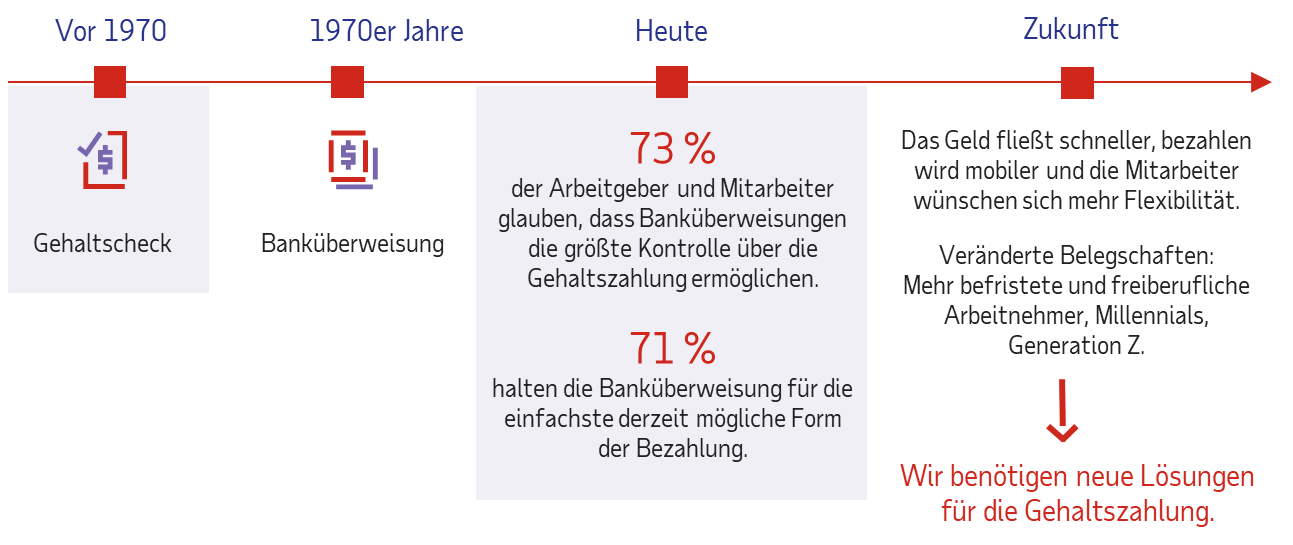 Vor 1970
1970er Jahre
Heute
Zukunft
Gehaltscheck
Banküberweisung
73 %
der Arbeitgeber und Mitarbeiter
glauben, dass Banküberweisungen
die größte Kontrolle über die
Gehaltszahlung ermöglichen.
71 %
halten die Banküberweisung für die
einfachste derzeit mögliche Form
der Bezahlung.
Das Geld fließt schneller, bezahlen
wird mobiler und die Mitarbeiter
wünschen sich mehr Flexibilität.
Veränderte Belegschaften:
Mehr befristete und freiberufliche
Arbeitnehmer, Millennials,
Generation Z.
Wir benötigen neue Lösungen
für die Gehaltszahlung.